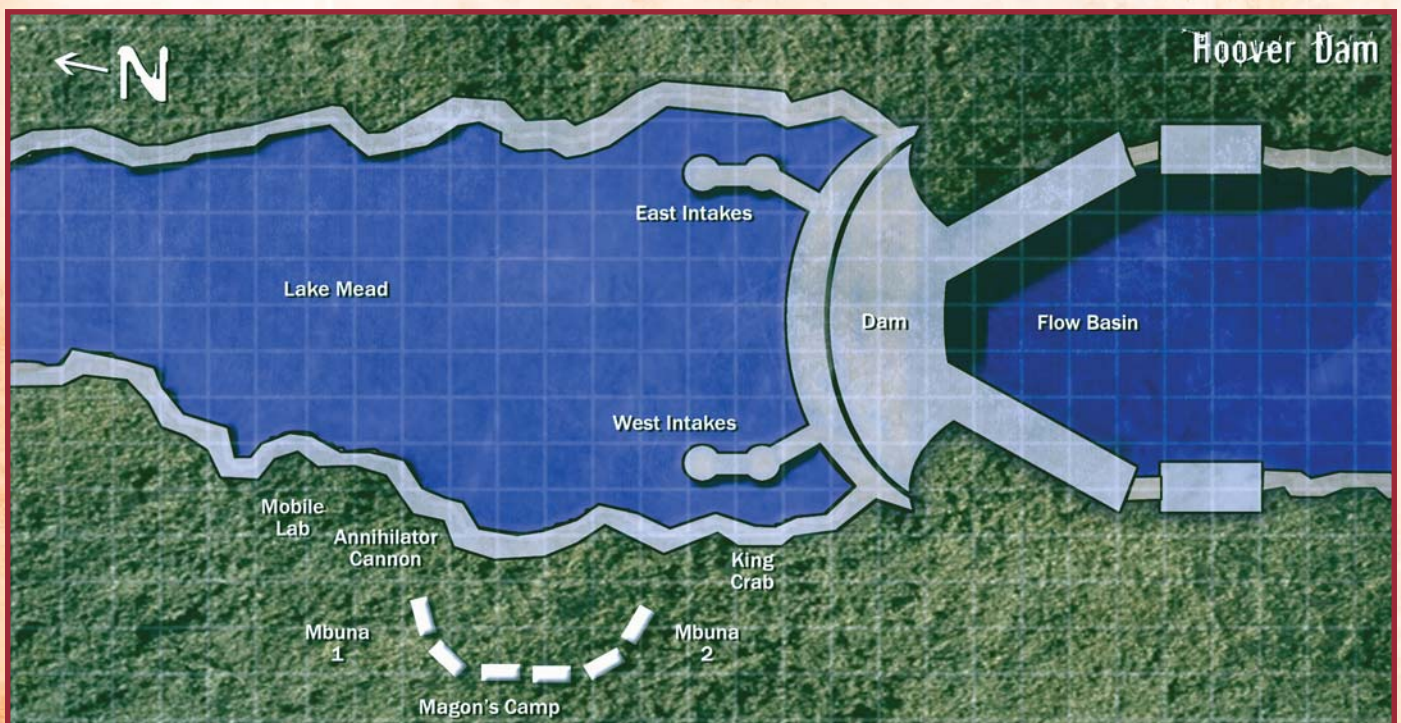 N
Hoover Dam
East Intakes
Lake Mead
Dam
Flow Basin
West Intakes
Mobile
Lab
Annihilator
Cannon
King
Crab
Mbuna
1
Mbuna
2
Magon's Camp